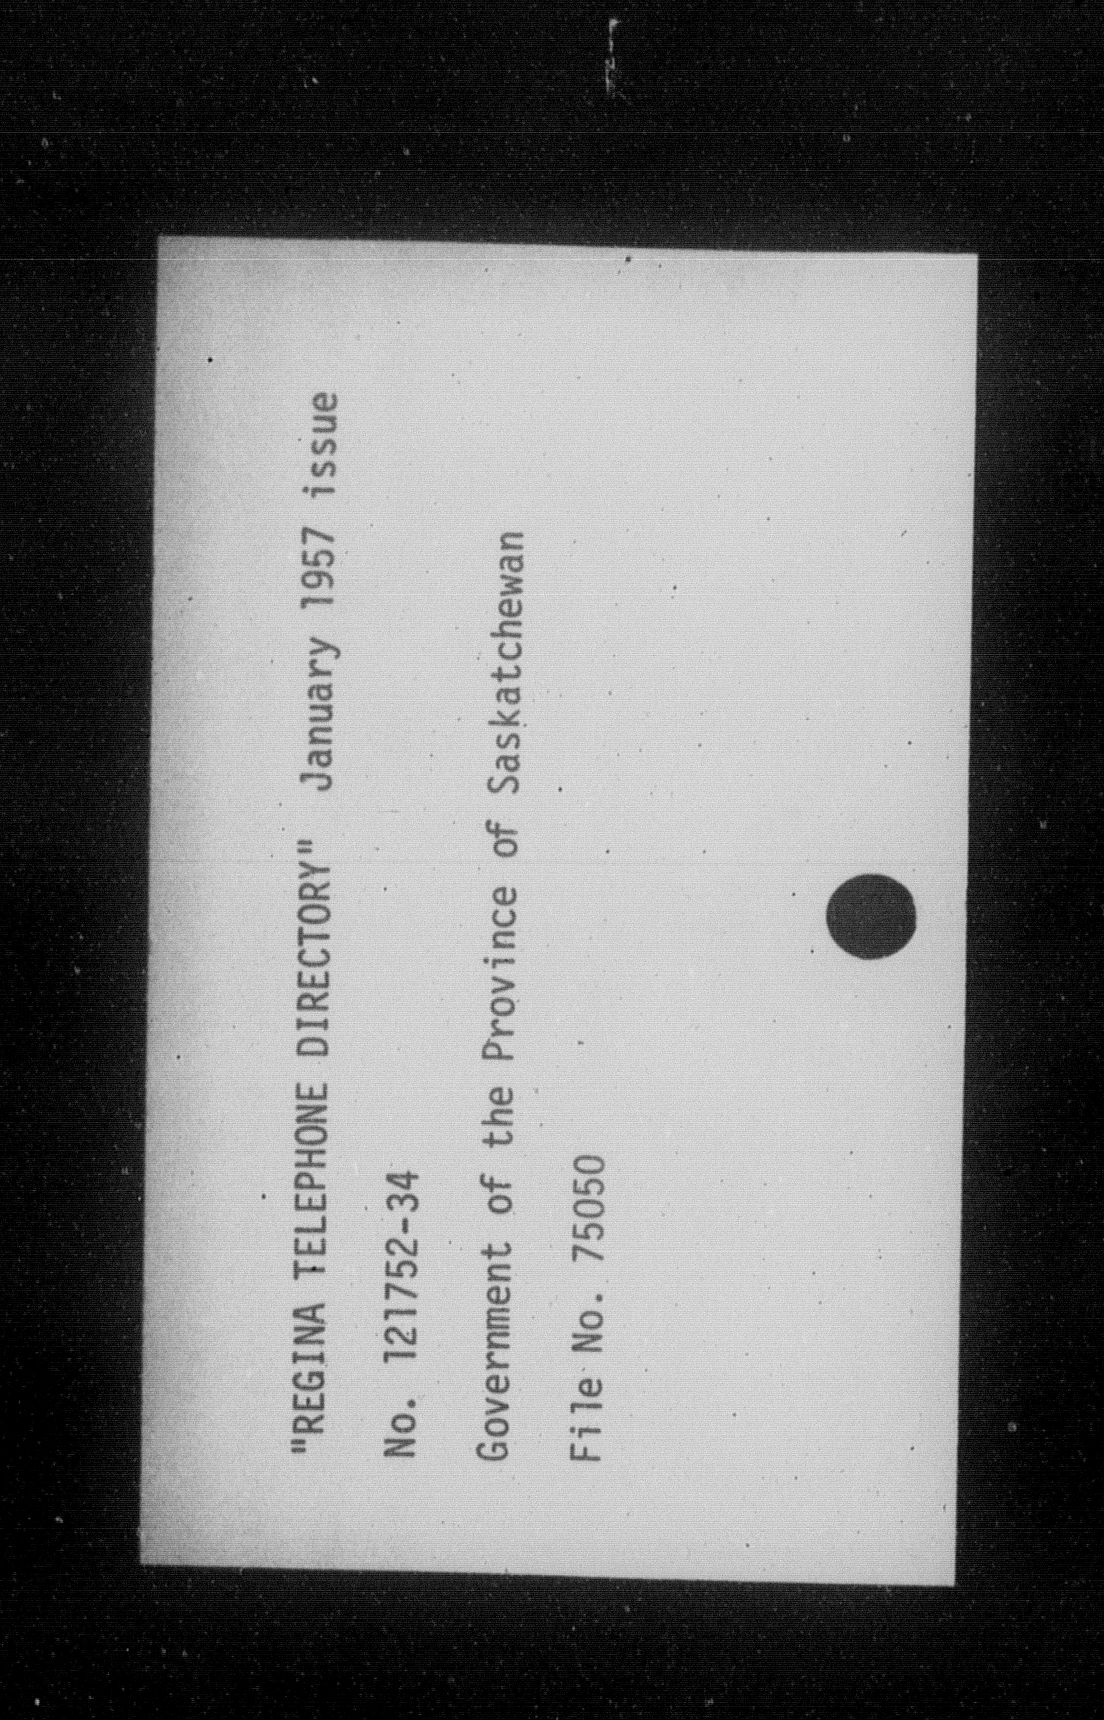 "REGINA TELEPHONE DIRECTORY" January 1957 issue
No. 121752-34
Government of the Province of Saskatchewan
File No. 75050